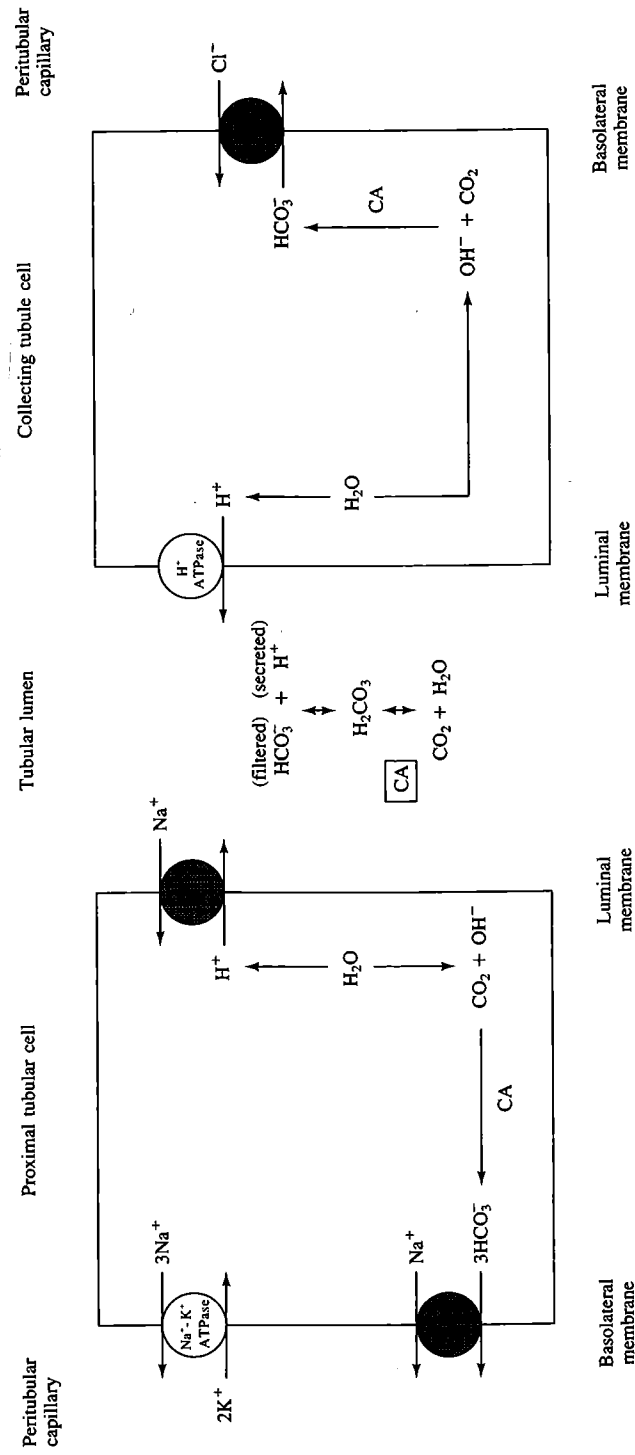 Peritubular
capillary
Proximal tubular cell
Tubular lumen
Collecting tubule cell
Peritubular
capillary
3Na⁺
Na⁺-K⁺
ATPase
2K⁺
Na⁺
3HCO₃⁻
CA
H⁺
H₂O
CO₂ + OH⁻
Na⁺
(filtered) (secreted)
HCO₃⁻ + H⁺
H₂CO₃
CA
CO₂ + H₂O
H⁺
ATPase
H⁺
H₂O
OH⁻ + CO₂
CA
HCO₃⁻
Cl⁻
Basolateral
membrane
Luminal
membrane
Luminal
membrane
Basolateral
membrane